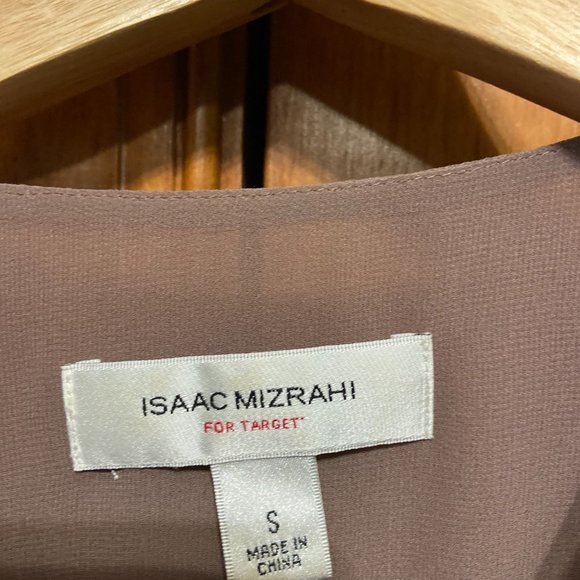 ISAAC MIZRAHI
FOR TARGET
S
MADE IN
CHINA